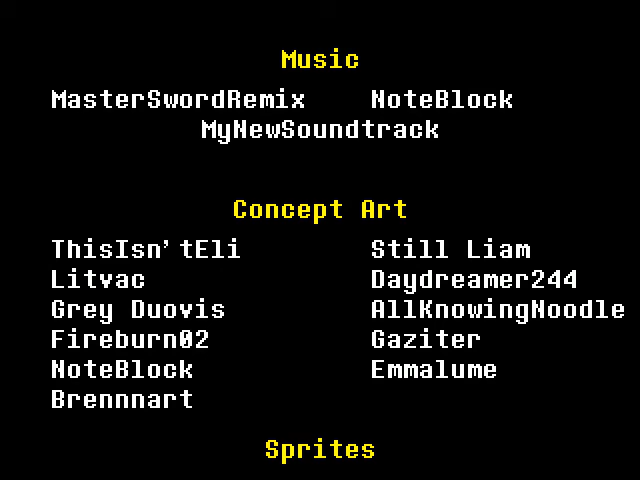 Music
MasterSwordRemix NoteBlock
MyNewSoundtrack
Concept Art
ThisIsn'tEli Still Liam
Litvac Daydreamer244
Grey Duovis AllKnowingNoodle
Fireburn02 Gaziter
NoteBlock Emmalume
Brennnart
Sprites